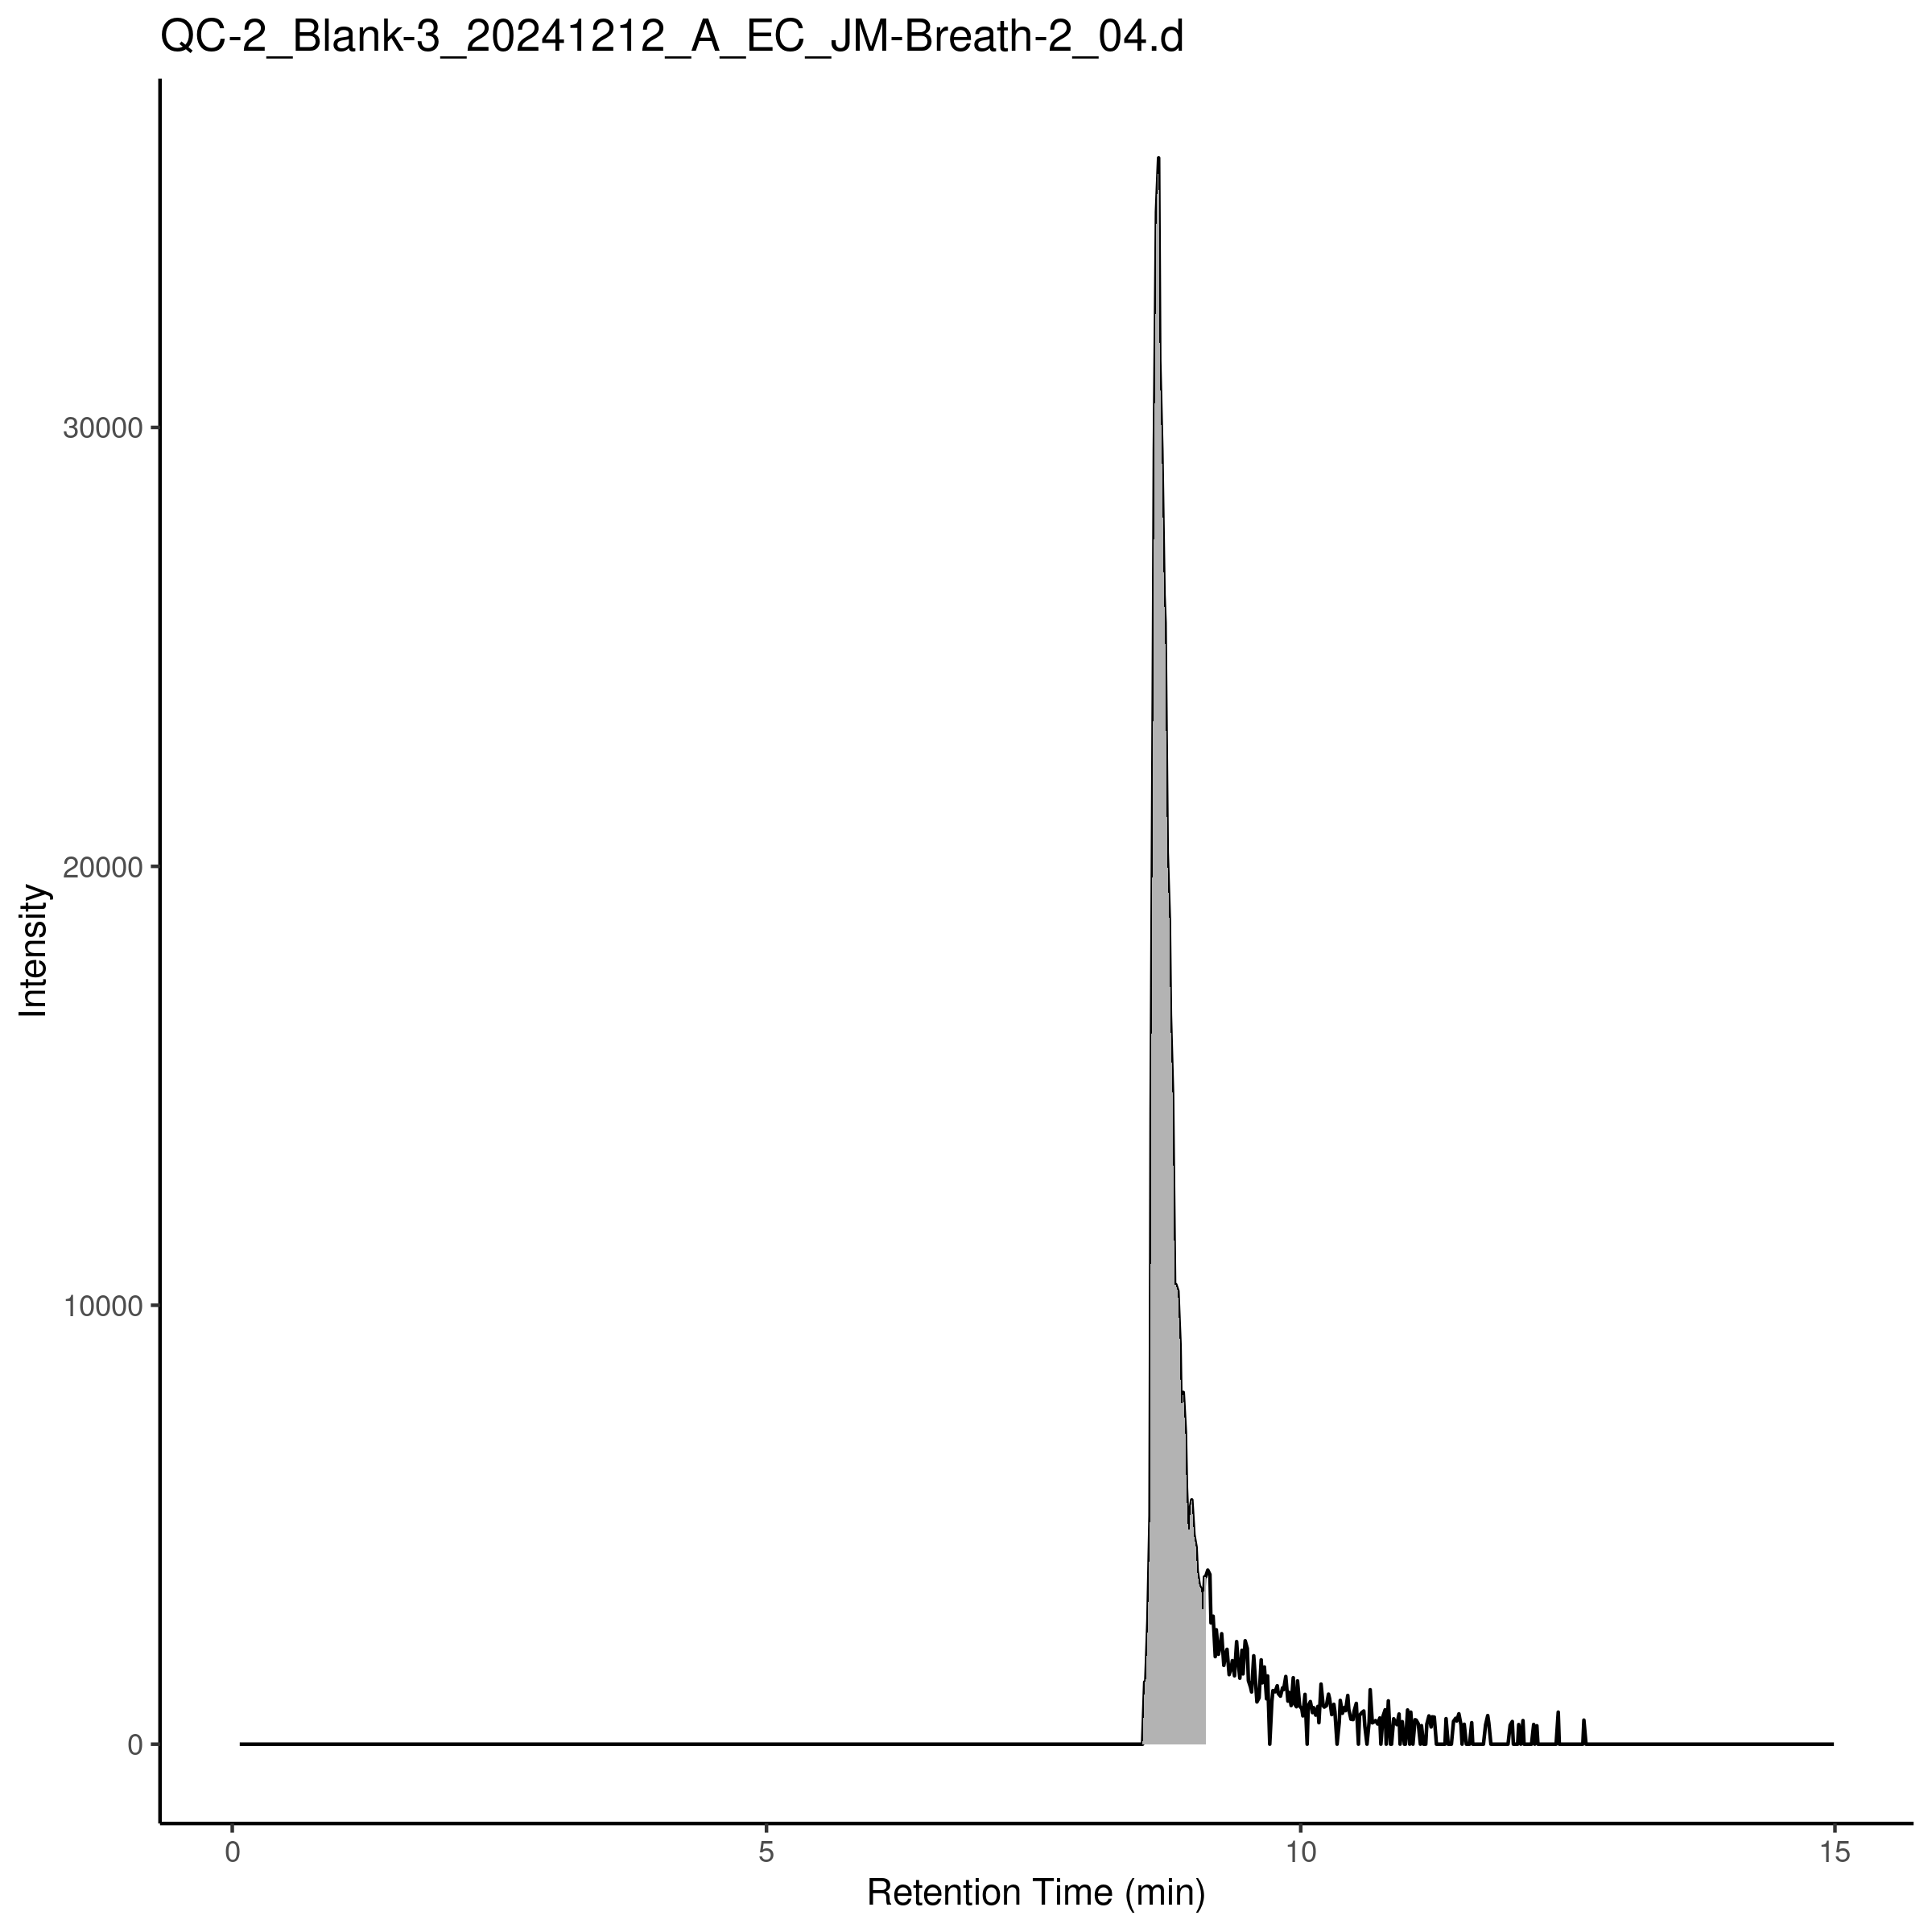 QC-2_Blank-3_20241212_A_EC_JM-Breath-2_04.d
30000
20000
10000
0
Intensity
0 5 10 15
Retention Time (min)